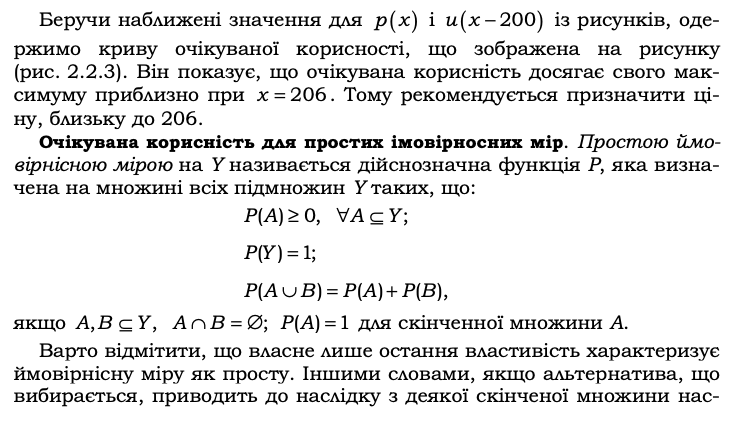 Беручи наближені значення для p(x) і u(x−200) із рисунків, оде-
ржимо криву очікуваної корисності, що зображена на рисунку
(рис. 2.2.3). Він показує, що очікувана корисність досягає свого мак-
симуму приблизно при x = 206. Тому рекомендується призначити ці-
ну, близьку до 206.
Очікувана корисність для простих імовірносних мір. Простою ймо-
вірнісною мірою на Y називається дійснозначна функція P, яка визна-
чена на множині всіх підмножин Y таких, що:
P(A) ≥ 0, ∀A ⊆ Y;
P(Y) = 1;
P(A ∪ B) = P(A) + P(B),
якщо A, B ⊆ Y, A ∩ B = ∅; P(A) = 1 для скінченної множини A.
Варто відмітити, що власне лише остання властивість характеризує
ймовірнісну міру як просту. Іншими словами, якщо альтернатива, що
вибирається, приводить до наслідку з деякої скінченої множини нас-